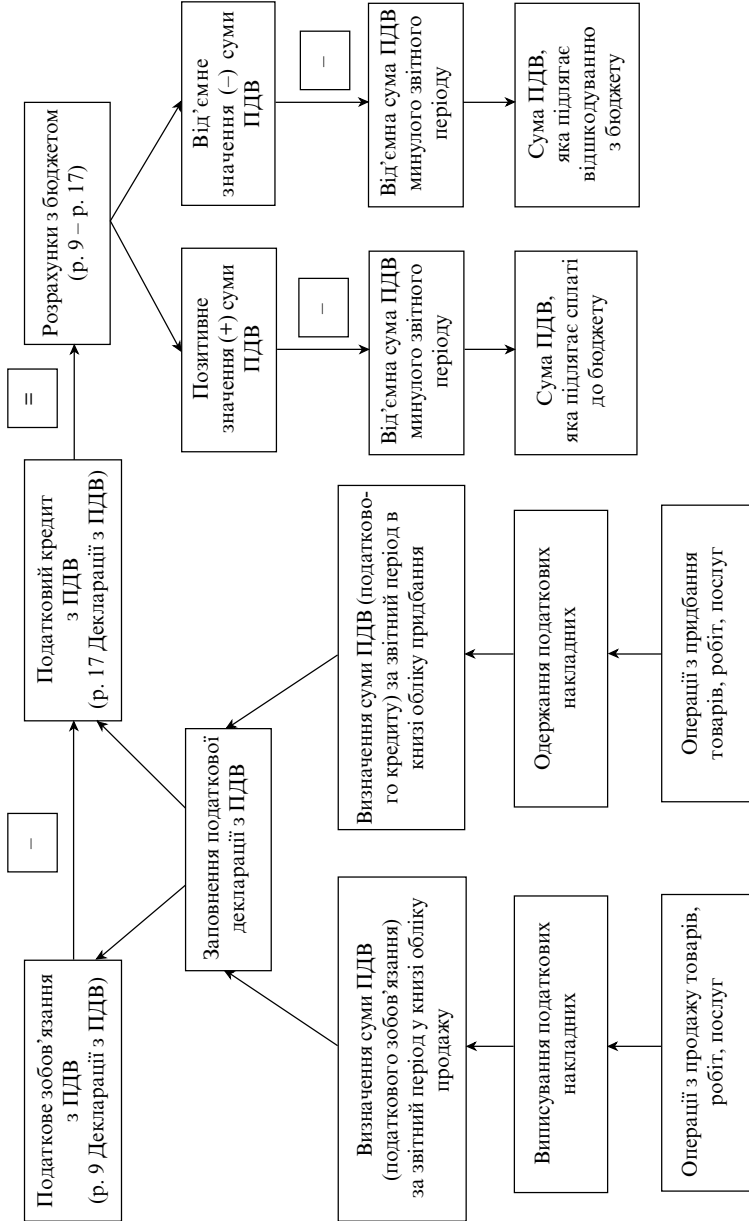 Податкове зобов'язання
з ПДВ
(р. 9 Декларації з ПДВ)
–
Податковий кредит
з ПДВ
(р. 17 Декларації з ПДВ)
=
Розрахунки з бюджетом
(р. 9 – р. 17)
Заповнення податкової
декларації з ПДВ
Позитивне
значення (+) суми
ПДВ
Від'ємне
значення (–) суми
ПДВ
–
–
Визначення суми ПДВ
(податкового зобов'язання)
за звітний період у книзі обліку
продажу
Визначення суми ПДВ (податково-
го кредиту) за звітний період в
книзі обліку придбання
Від'ємна сума ПДВ
минулого звітного
періоду
Від'ємна сума ПДВ
минулого звітного
періоду
Виписування податкових
накладних
Одержання податкових
накладних
Сума ПДВ,
яка підлягає сплаті
до бюджету
Сума ПДВ,
яка підлягає
відшкодуванню
з бюджету
Операції з продажу товарів,
робіт, послуг
Операції з придбання
товарів, робіт, послуг